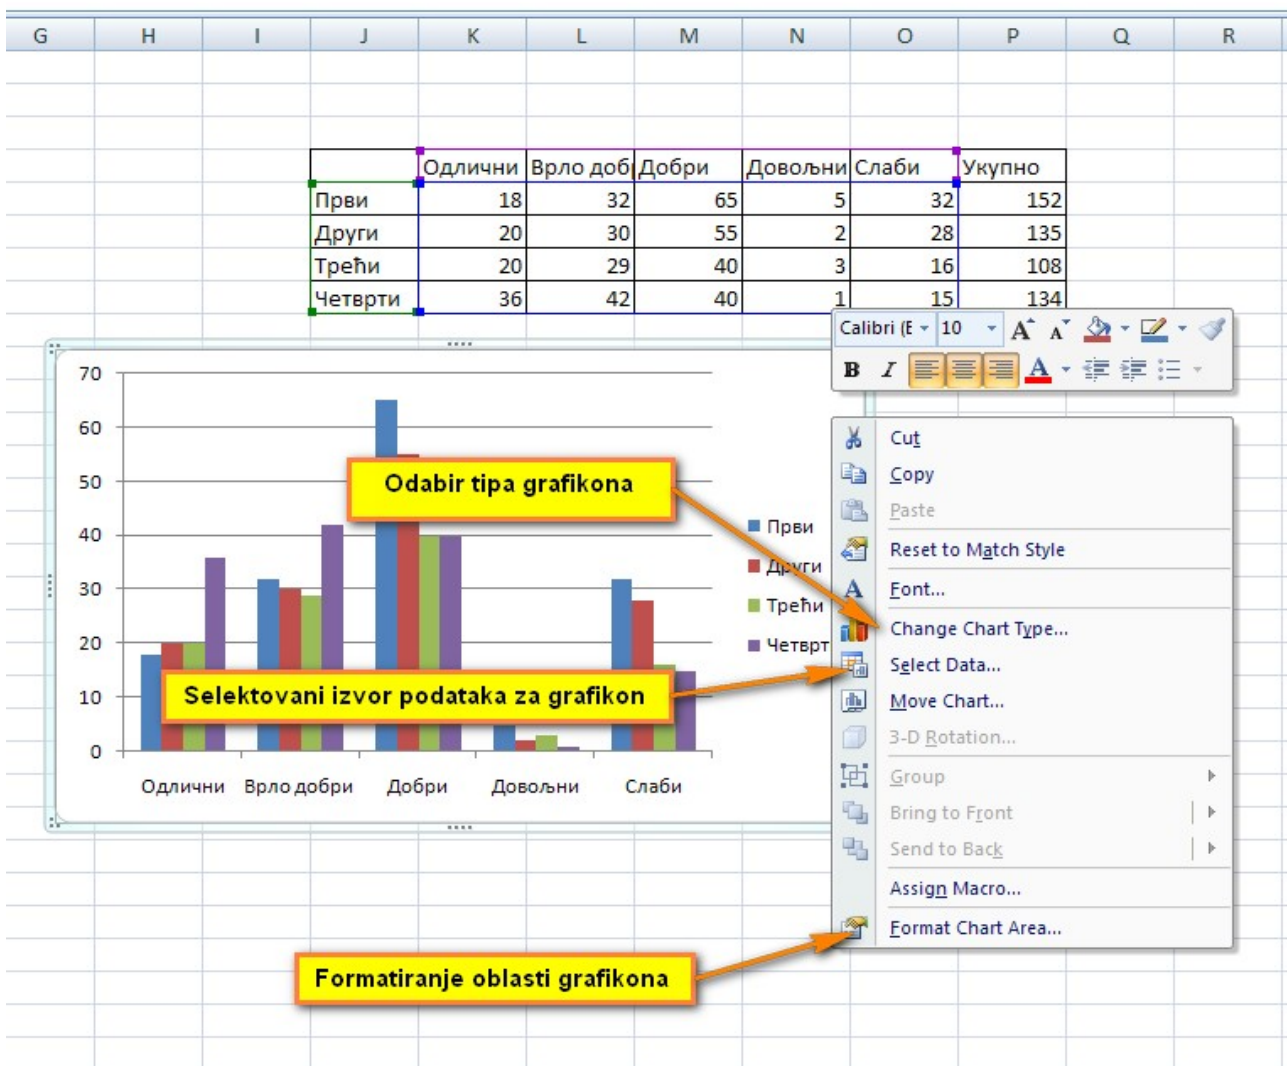 G H I J K L M N O P Q R
Одлични Врло доб Добри Довољни Слаби Укупно
Први 18 32 65 5 32 152
Други 20 30 55 2 28 135
Трећи 20 29 40 3 16 108
Четврти 36 42 40 1 15 134
Calibri (E 10 A A
B I A
70
60
50
40
30
20
10
0
Одлични Врло добри Добри Довољни Слаби
Први
Други
Трећи
Четврт
Odabir tipa grafikona
Selektovani izvor podataka za grafikon
Formatiranje oblasti grafikona
Cut
Copy
Paste
Reset to Match Style
A Font...
Change Chart Type...
Select Data...
Move Chart...
3-D Rotation...
Group
Bring to Front
Send to Back
Assign Macro...
Format Chart Area...